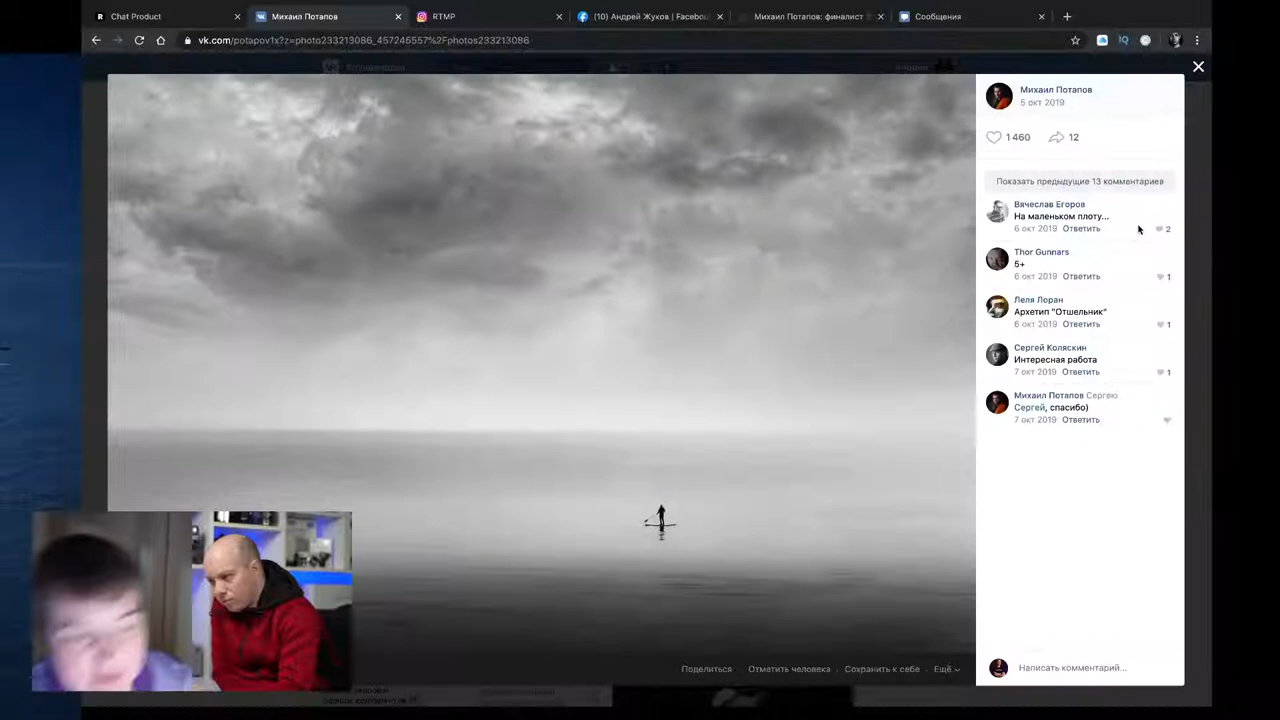 Chat Product
Михаил Потапов
RTMP
(10) Андрей Жуков | Facebo
Михаил Потапов: финалист
Сообщения
vk.com/potapov1x?z=photo233213086_457246557%2Fphotos233213086
IQ
Михаил Потапов
5 окт 2019
1 460
12
Показать предыдущие 13 комментариев
Вячеслав Егоров
На маленьком плоту...
6 окт 2019 Ответить
2
Thor Gunnars
5+
6 окт 2019 Ответить
1
Леля Лоран
Архетип "Отшельник"
6 окт 2019 Ответить
1
Сергей Коляскин
Интересная работа
7 окт 2019 Ответить
1
Михаил Потапов Сергею
Сергей, спасибо)
7 окт 2019 Ответить
Поделиться Отметить человека Сохранить к себе Ещё
Написать комментарий...